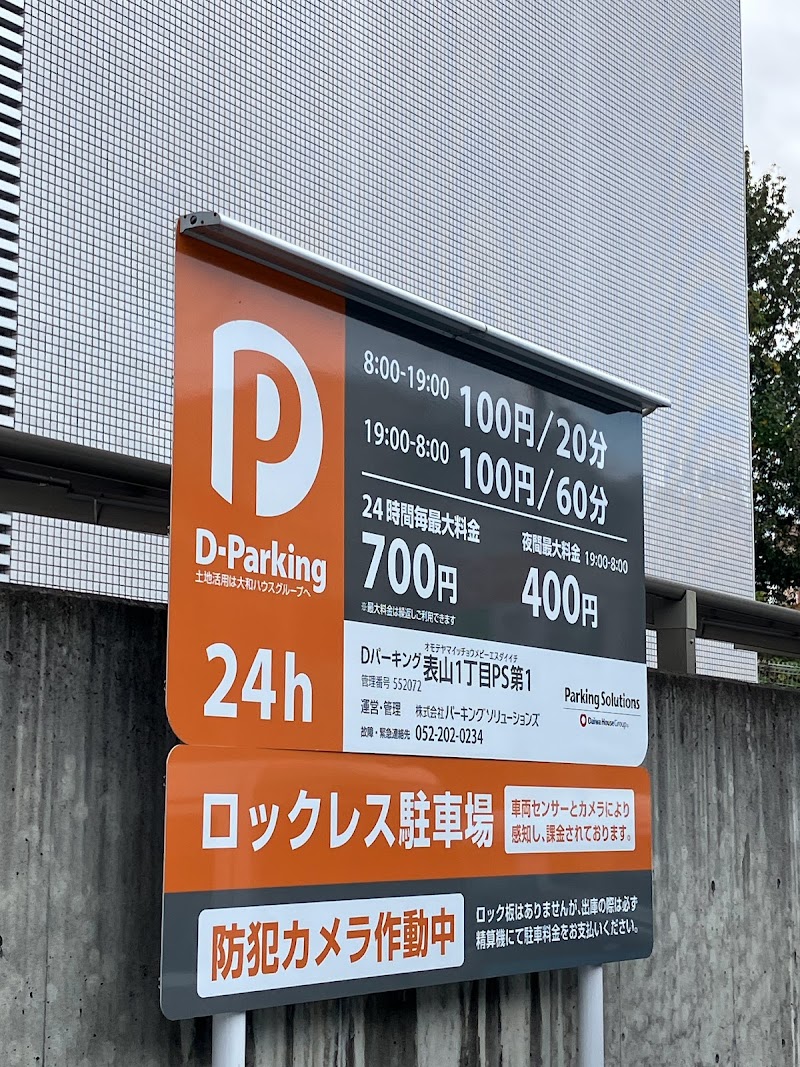 D-Parking
土地活用は大和ハウスグループへ
24h
8:00-19:00 100円/20分
19:00-8:00 100円/60分
24時間毎最大料金
700円
※最大料金は繰返しご利用できます
夜間最大料金 19:00-8:00
400円
オモテヤマイッチョウメピーエスダイイチ
Dパーキング 表山1丁目PS第1
管理番号 552072
運営・管理 株式会社パーキングソリューションズ
故障・緊急連絡先 052-202-0234
Parking Solutions
Daiwa House Group
ロックレス駐車場
車両センサーとカメラにより
感知し、課金されております。
防犯カメラ作動中
ロック板はありませんが、出庫の際は必ず
精算機にて駐車料金をお支払いください。